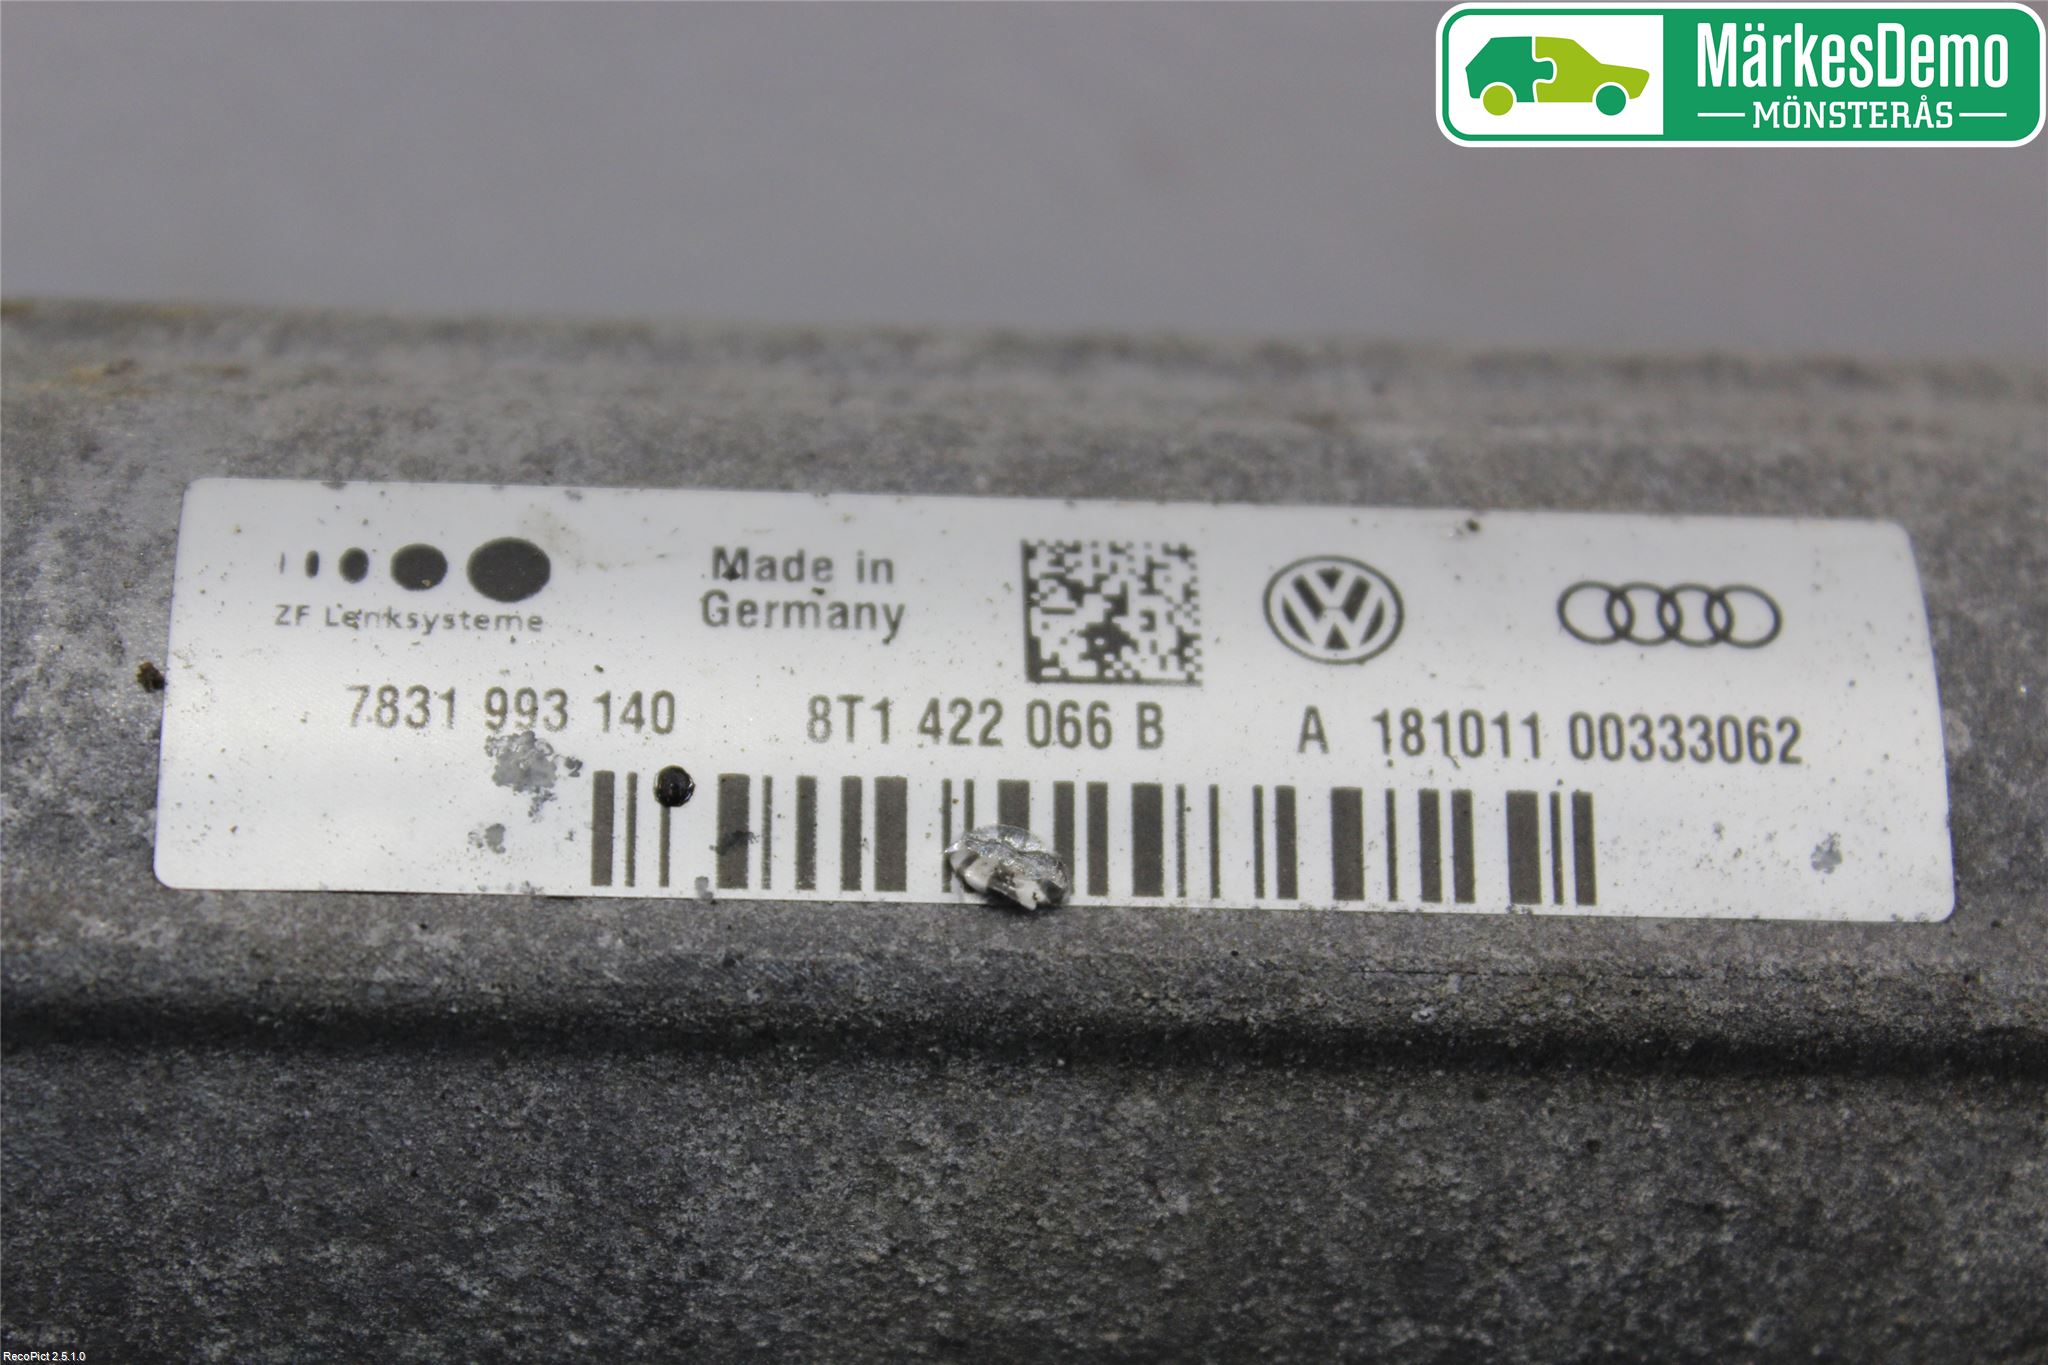 MärkesDemo
MÖNSTERÅS
ZF Lenksysteme
Made in
Germany
7831 993 140 8T1 422 066 B A 181011 00333062
RecoPict 2.5.1.0